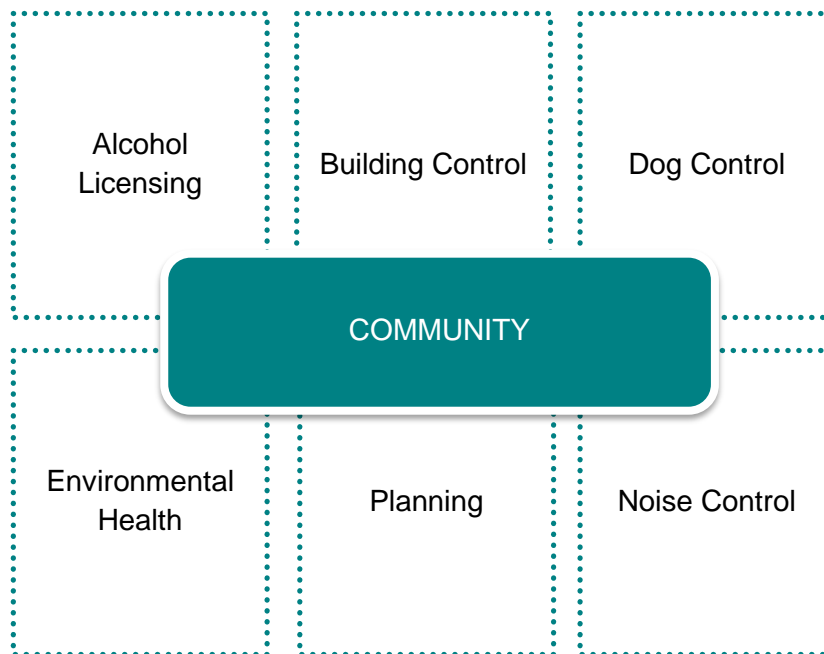 Alcohol
Licensing
Building Control
Dog Control
COMMUNITY
Environmental
Health
Planning
Noise Control